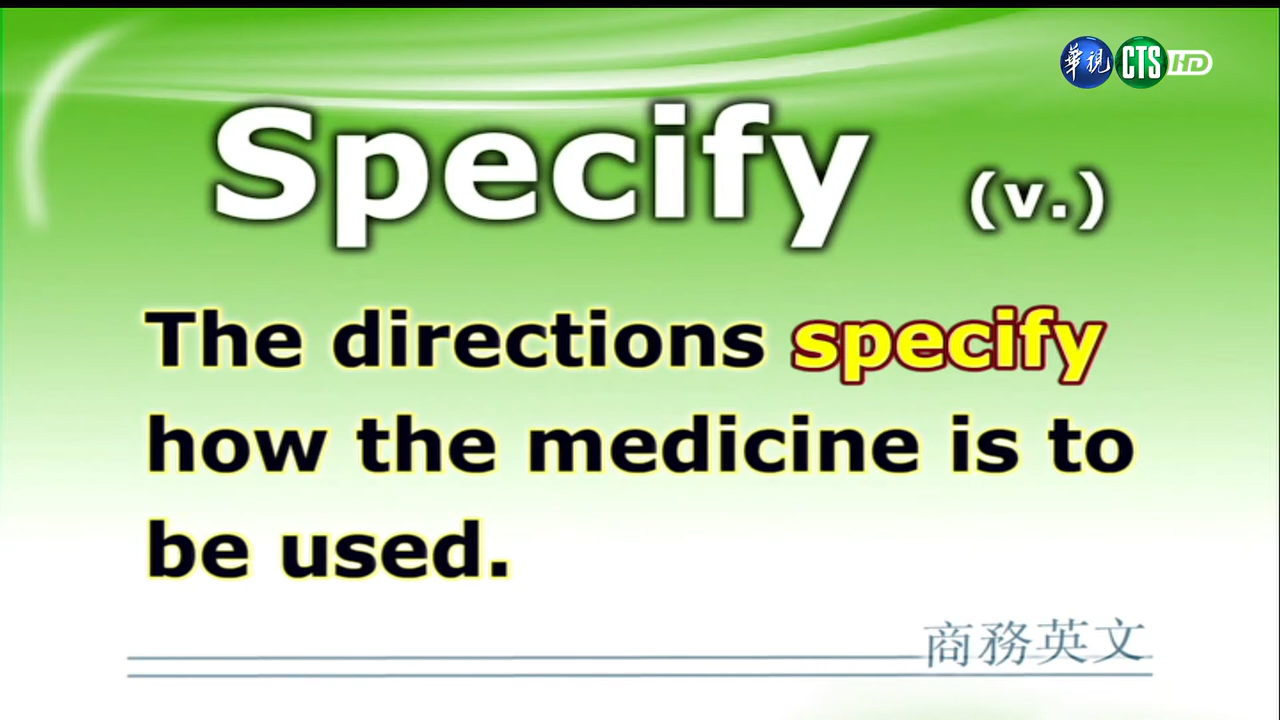 華視 CTS HD
Specify (v.)
The directions specify
how the medicine is to
be used.
商務英文